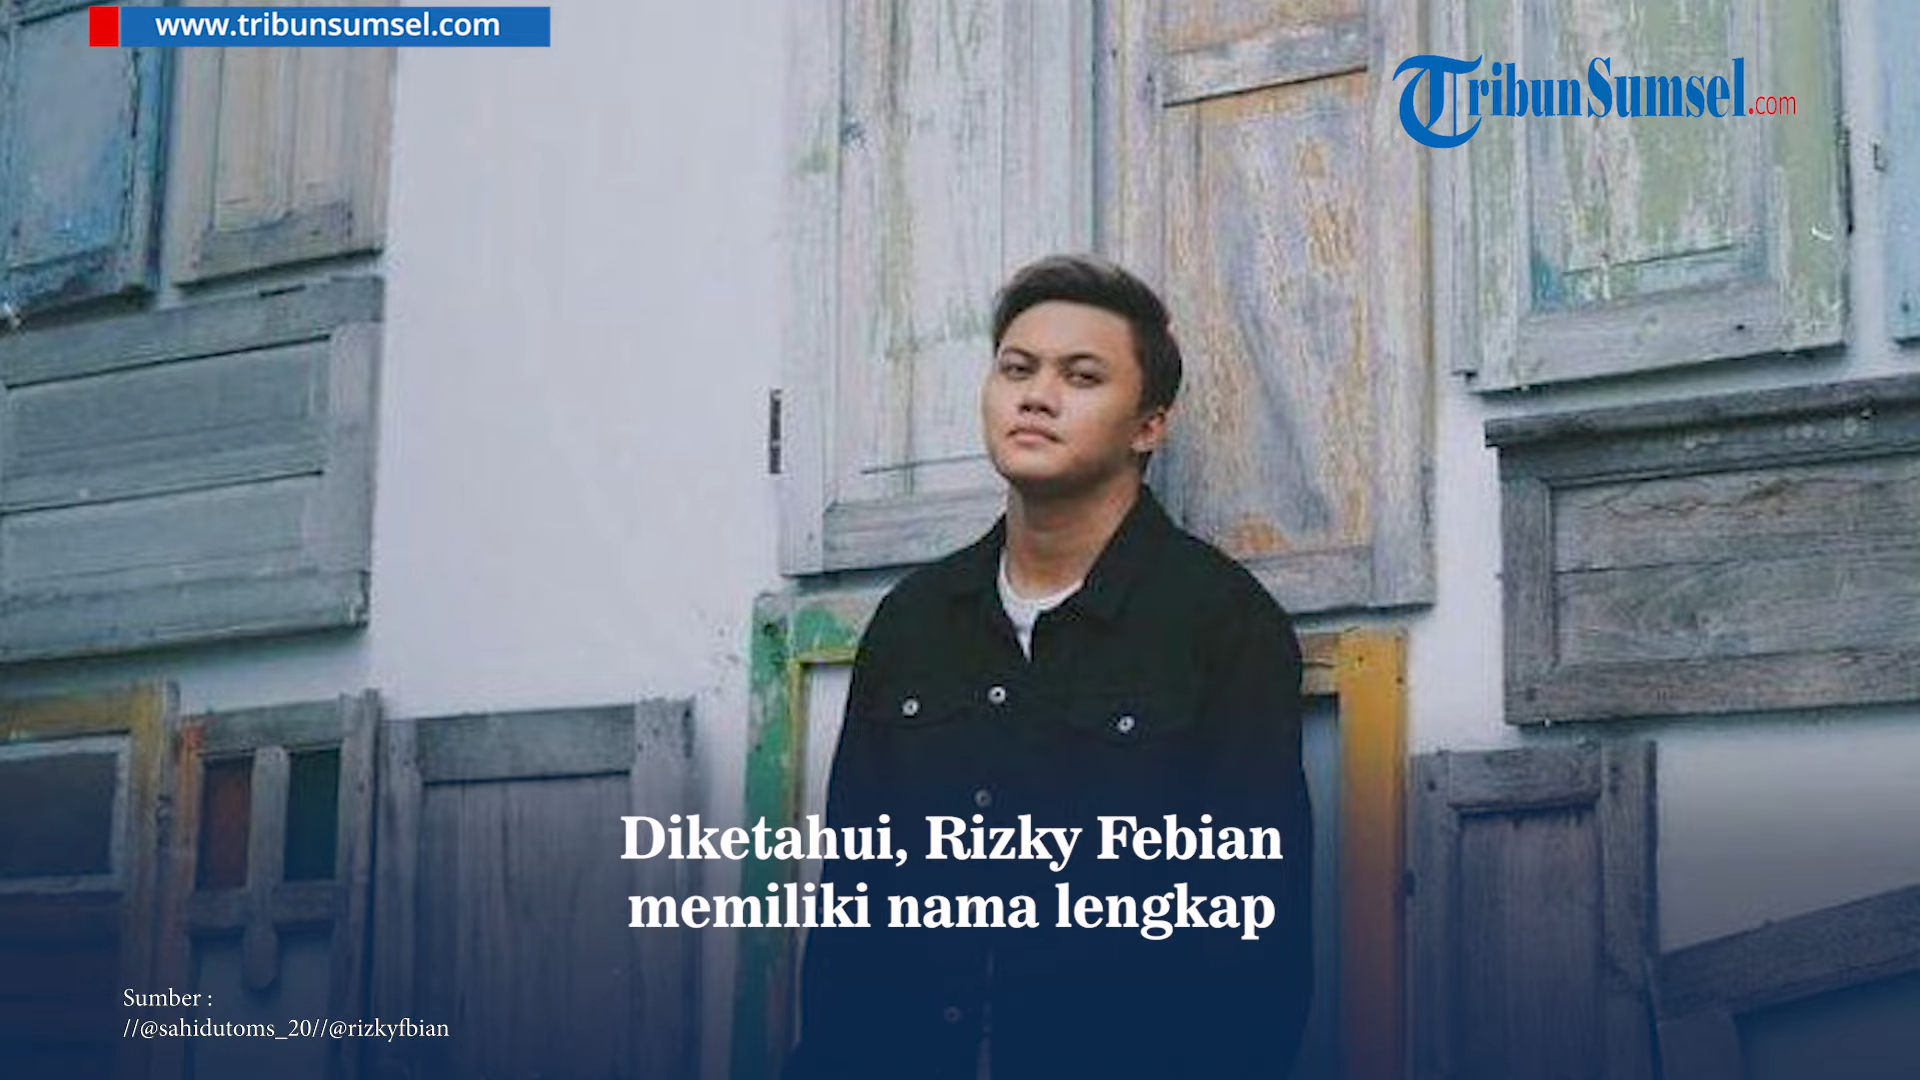 www.tribunsumsel.com
TribunSumsel.com
Diketahui, Rizky Febian
memiliki nama lengkap
Sumber :
//@sahidutoms_20//@rizkyfbian